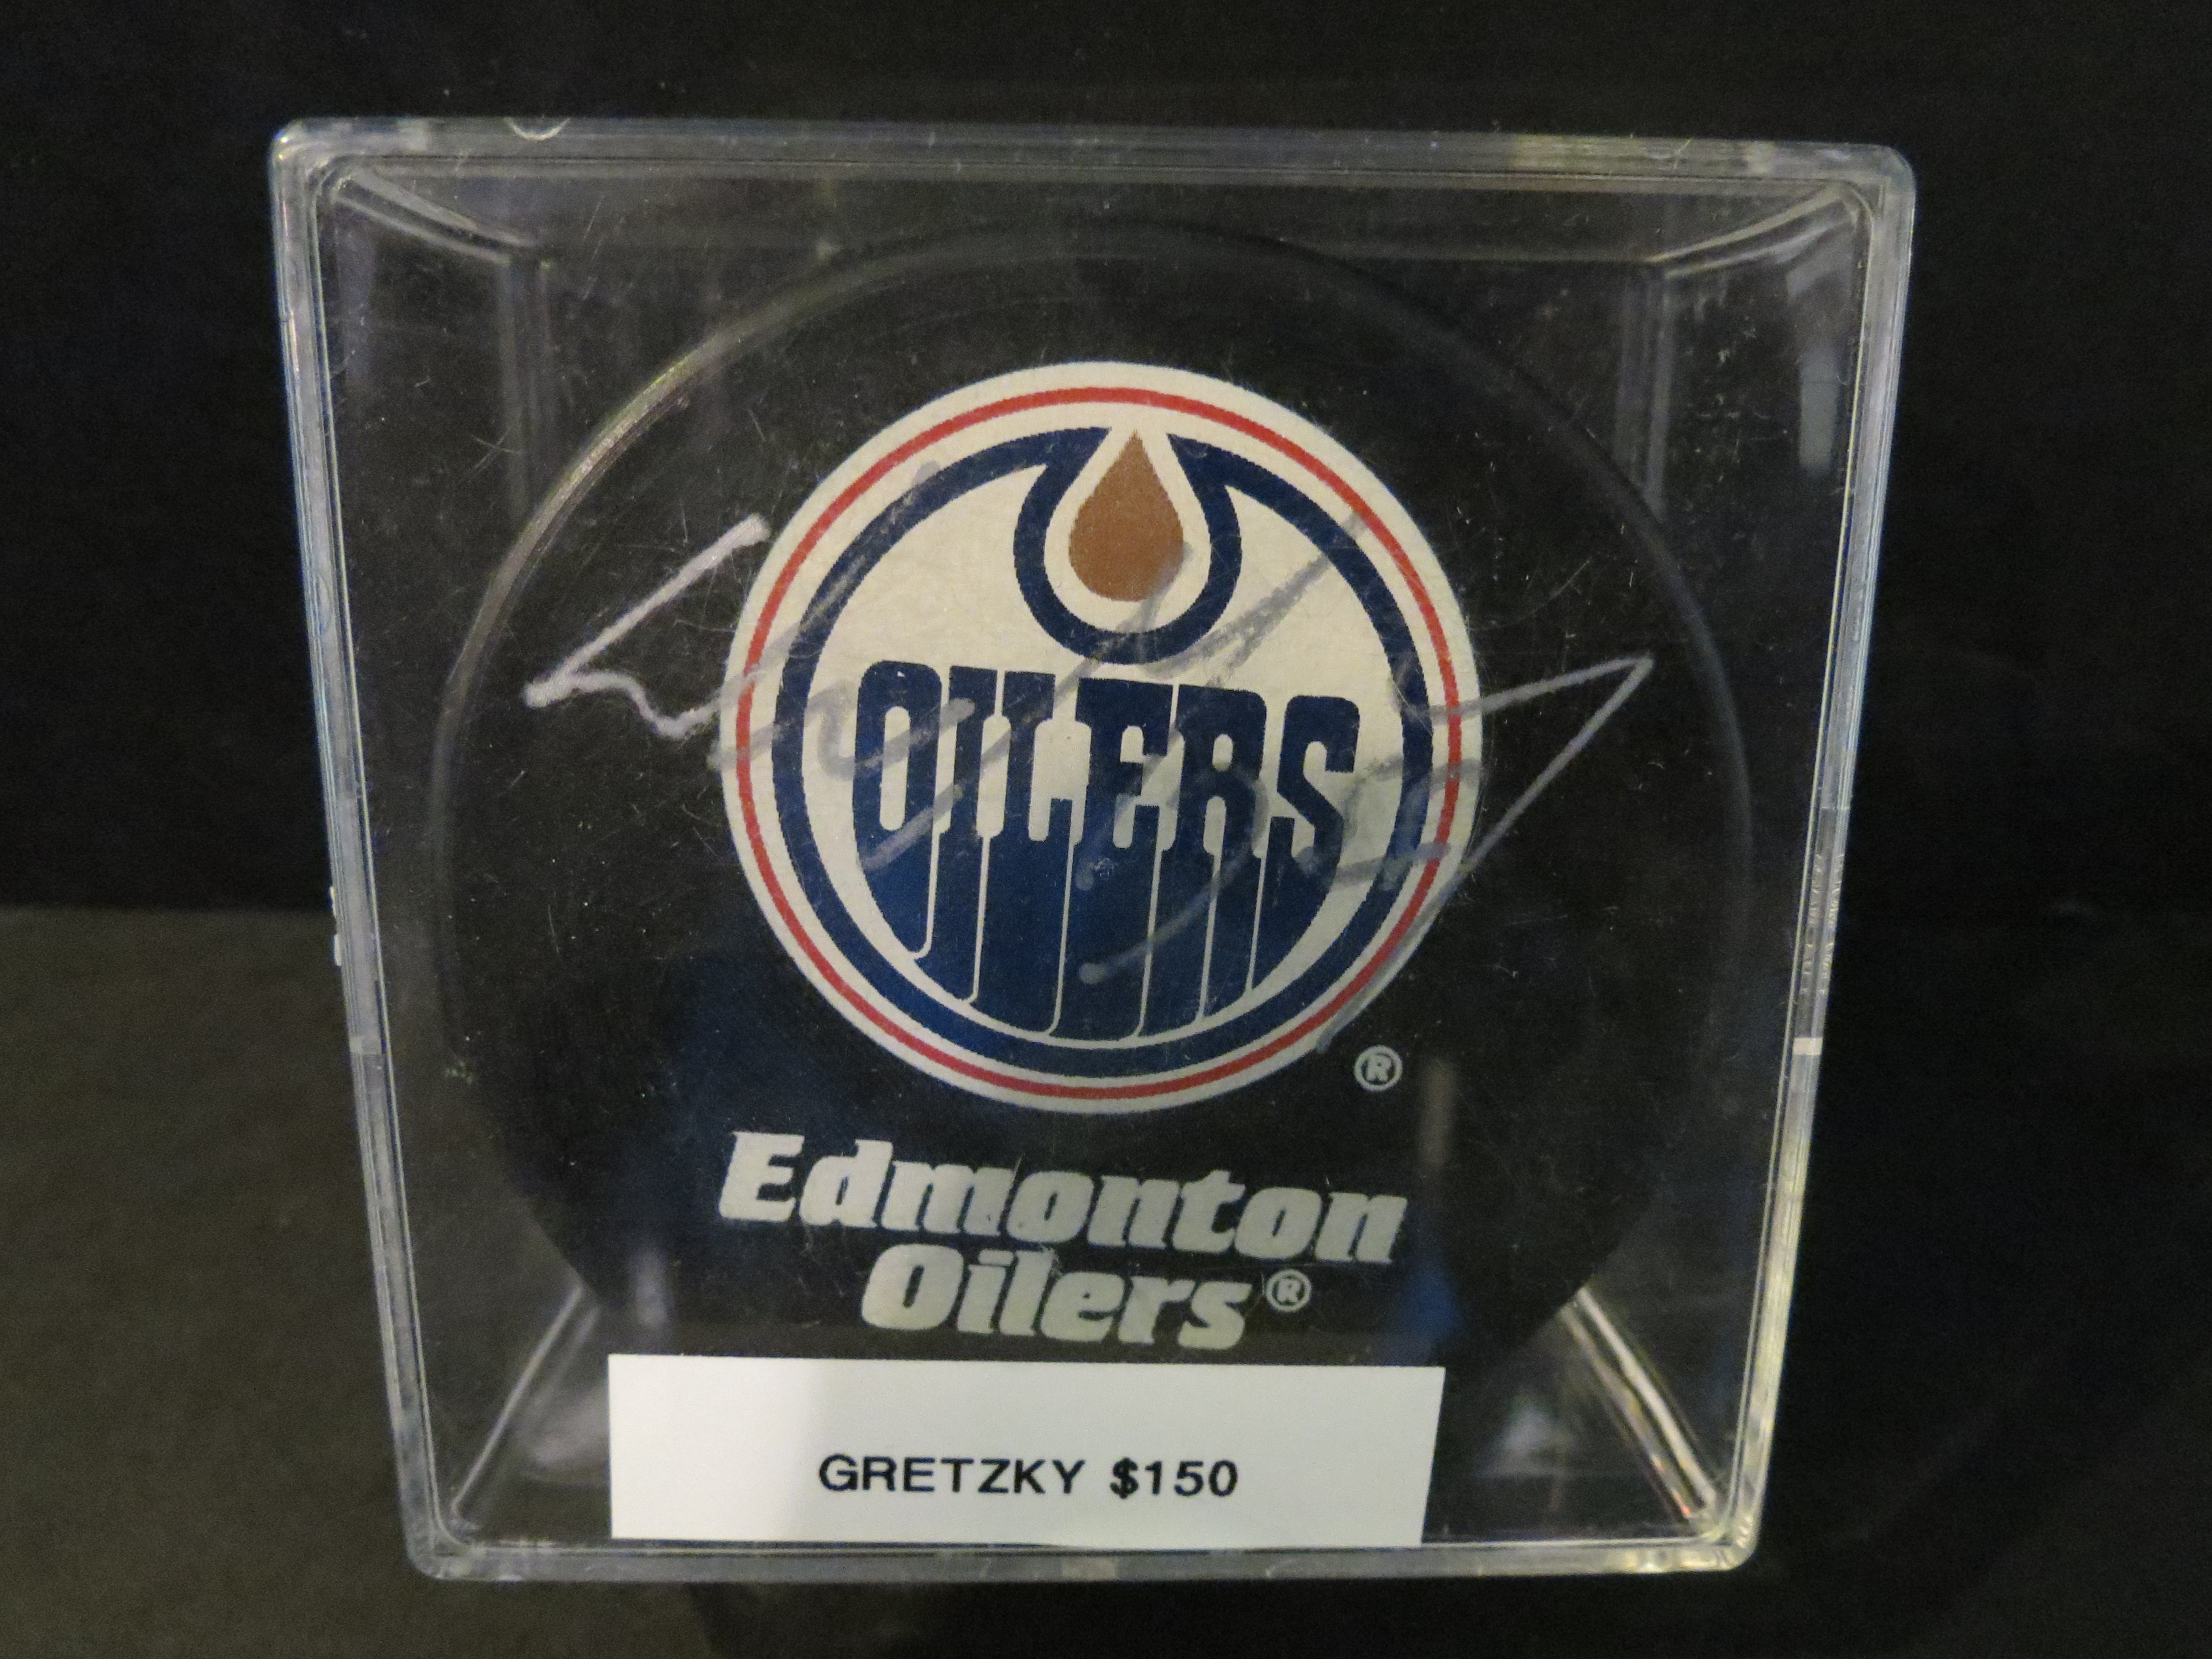 OILERS
®
Edmonton
Oilers®
GRETZKY $150